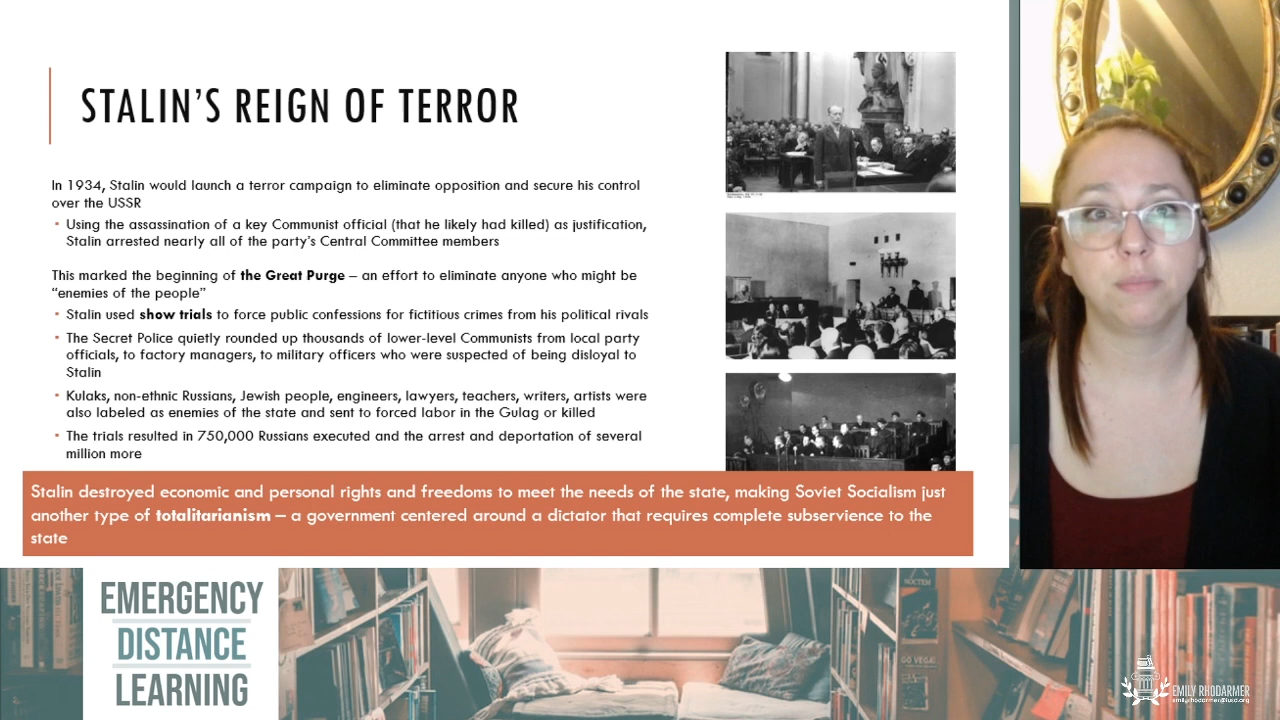 STALIN'S REIGN OF TERROR
In 1934, Stalin would launch a terror campaign to eliminate opposition and secure his control
over the USSR
Using the assassination of a key Communist official (that he likely had killed) as justification,
Stalin arrested nearly all of the party's Central Committee members
This marked the beginning of the Great Purge – an effort to eliminate anyone who might be
“enemies of the people”
Stalin used show trials to force public confessions for fictitious crimes from his political rivals
The Secret Police quietly rounded up thousands of lower-level Communists from local party
officials, to factory managers, to military officers who were suspected of being disloyal to
Stalin
Kulaks, non-ethnic Russians, Jewish people, engineers, lawyers, teachers, writers, artists were
also labeled as enemies of the state and sent to forced labor in the Gulag or killed
The trials resulted in 750,000 Russians executed and the arrest and deportation of several
million more
Stalin destroyed economic and personal rights and freedoms to meet the needs of the state, making Soviet Socialism just
another type of totalitarianism – a government centered around a dictator that requires complete subservience to the
state
EMERGENCY
DISTANCE
LEARNING
NOCTEM
GO VEGAN
EMILY RHODARMER